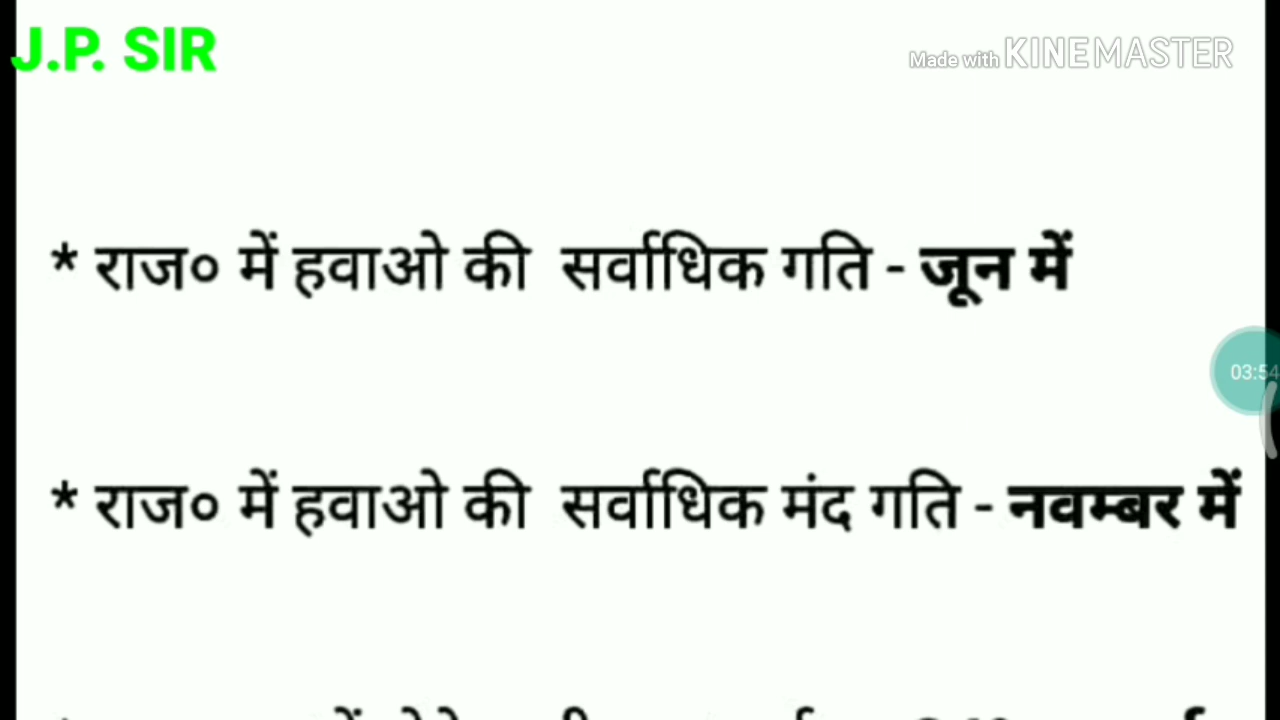 J.P. SIR
Made with KINEMASTER
* राज० में हवाओ की सर्वाधिक गति - जून में
03:54
* राज० में हवाओ की सर्वाधिक मंद गति - नवम्बर में